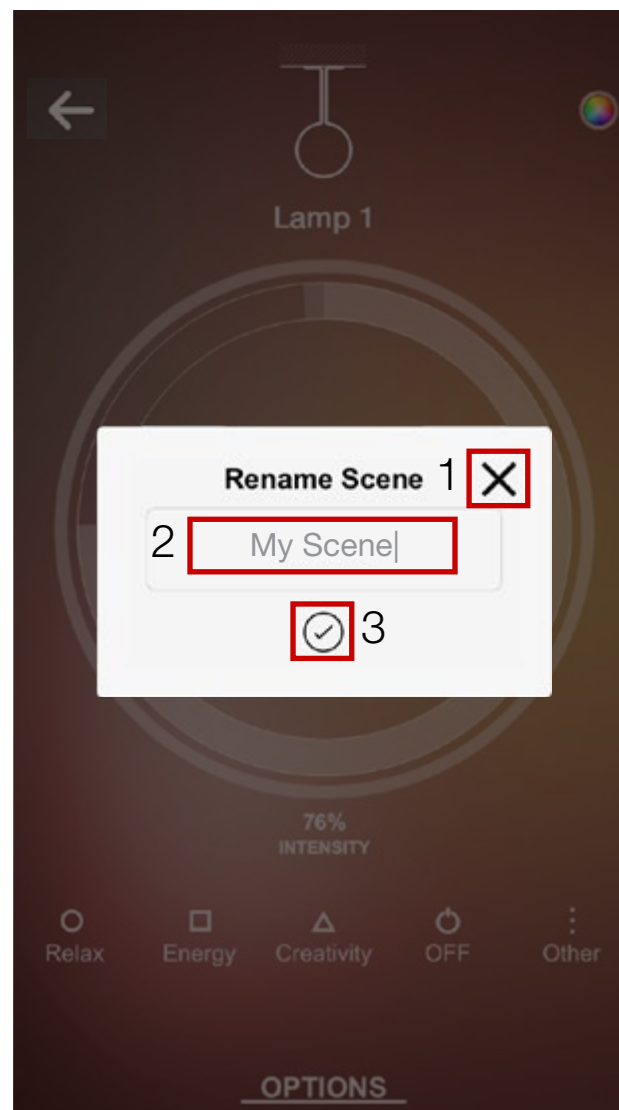 Lamp 1
Rename Scene 1
2 My Scene
3
76%
INTENSITY
Relax Energy Creativity OFF Other
OPTIONS